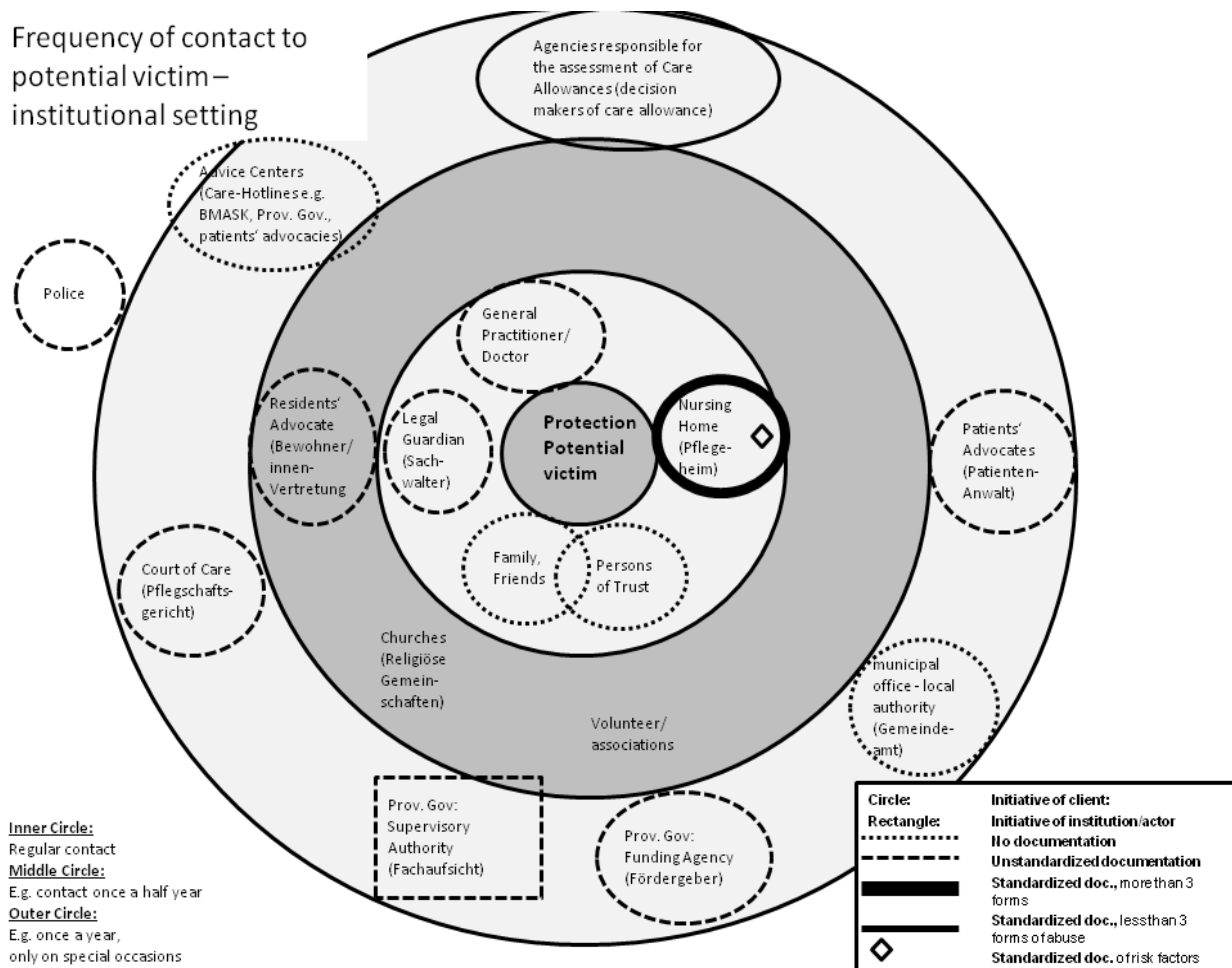 Frequency of contact to
potential victim –
institutional setting
Agencies responsible for
the assessment of Care
Allowances (decision
makers of care allowance)
Advice Centers
(Care-Hotlines e.g.
BMASK, Prov. Gov.,
patients‘ advocacies)
Police
General
Practitioner/
Doctor
Residents‘
Advocate
(Bewohner/
innen-
Vertretung
Legal
Guardian
(Sach-
walter)
Protection
Potential
victim
Nursing
Home
(Pflege-
heim)
Patients‘
Advocates
(Patienten-
Anwalt)
Family,
Friends
Persons
of Trust
Court of Care
(Pflegschafts-
gericht)
Churches
(Religiöse
Gemein-
schaften)
Volunteer/
associations
municipal
office - local
authority
(Gemeinde-
amt)
Prov. Gov:
Supervisory
Authority
(Fachaufsicht)
Prov. Gov:
Funding Agency
(Fördergeber)
Inner Circle:
Regular contact
Middle Circle:
E.g. contact once a half year
Outer Circle:
E.g. once a year,
only on special occasions
Circle: Initiative of client:
Rectangle: Initiative of institution/actor
No documentation
Unstandardized documentation
Standardized doc., more than 3
forms
Standardized doc., lessthan 3
forms of abuse
Standardized doc. of risk factors